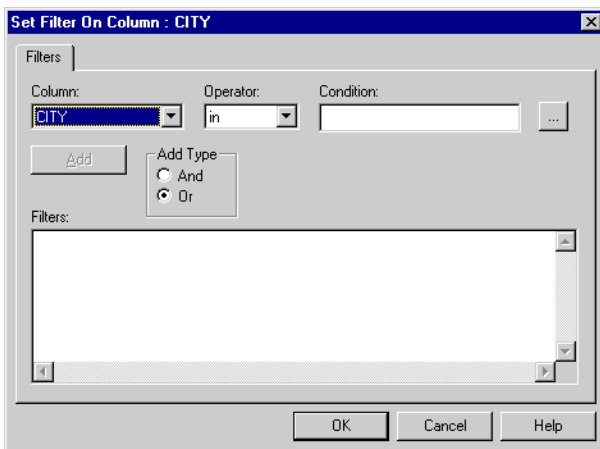 Set Filter On Column : CITY
Filters
Column: Operator: Condition:
CITY in ...
Add Add Type
And
Or
Filters:
OK Cancel Help